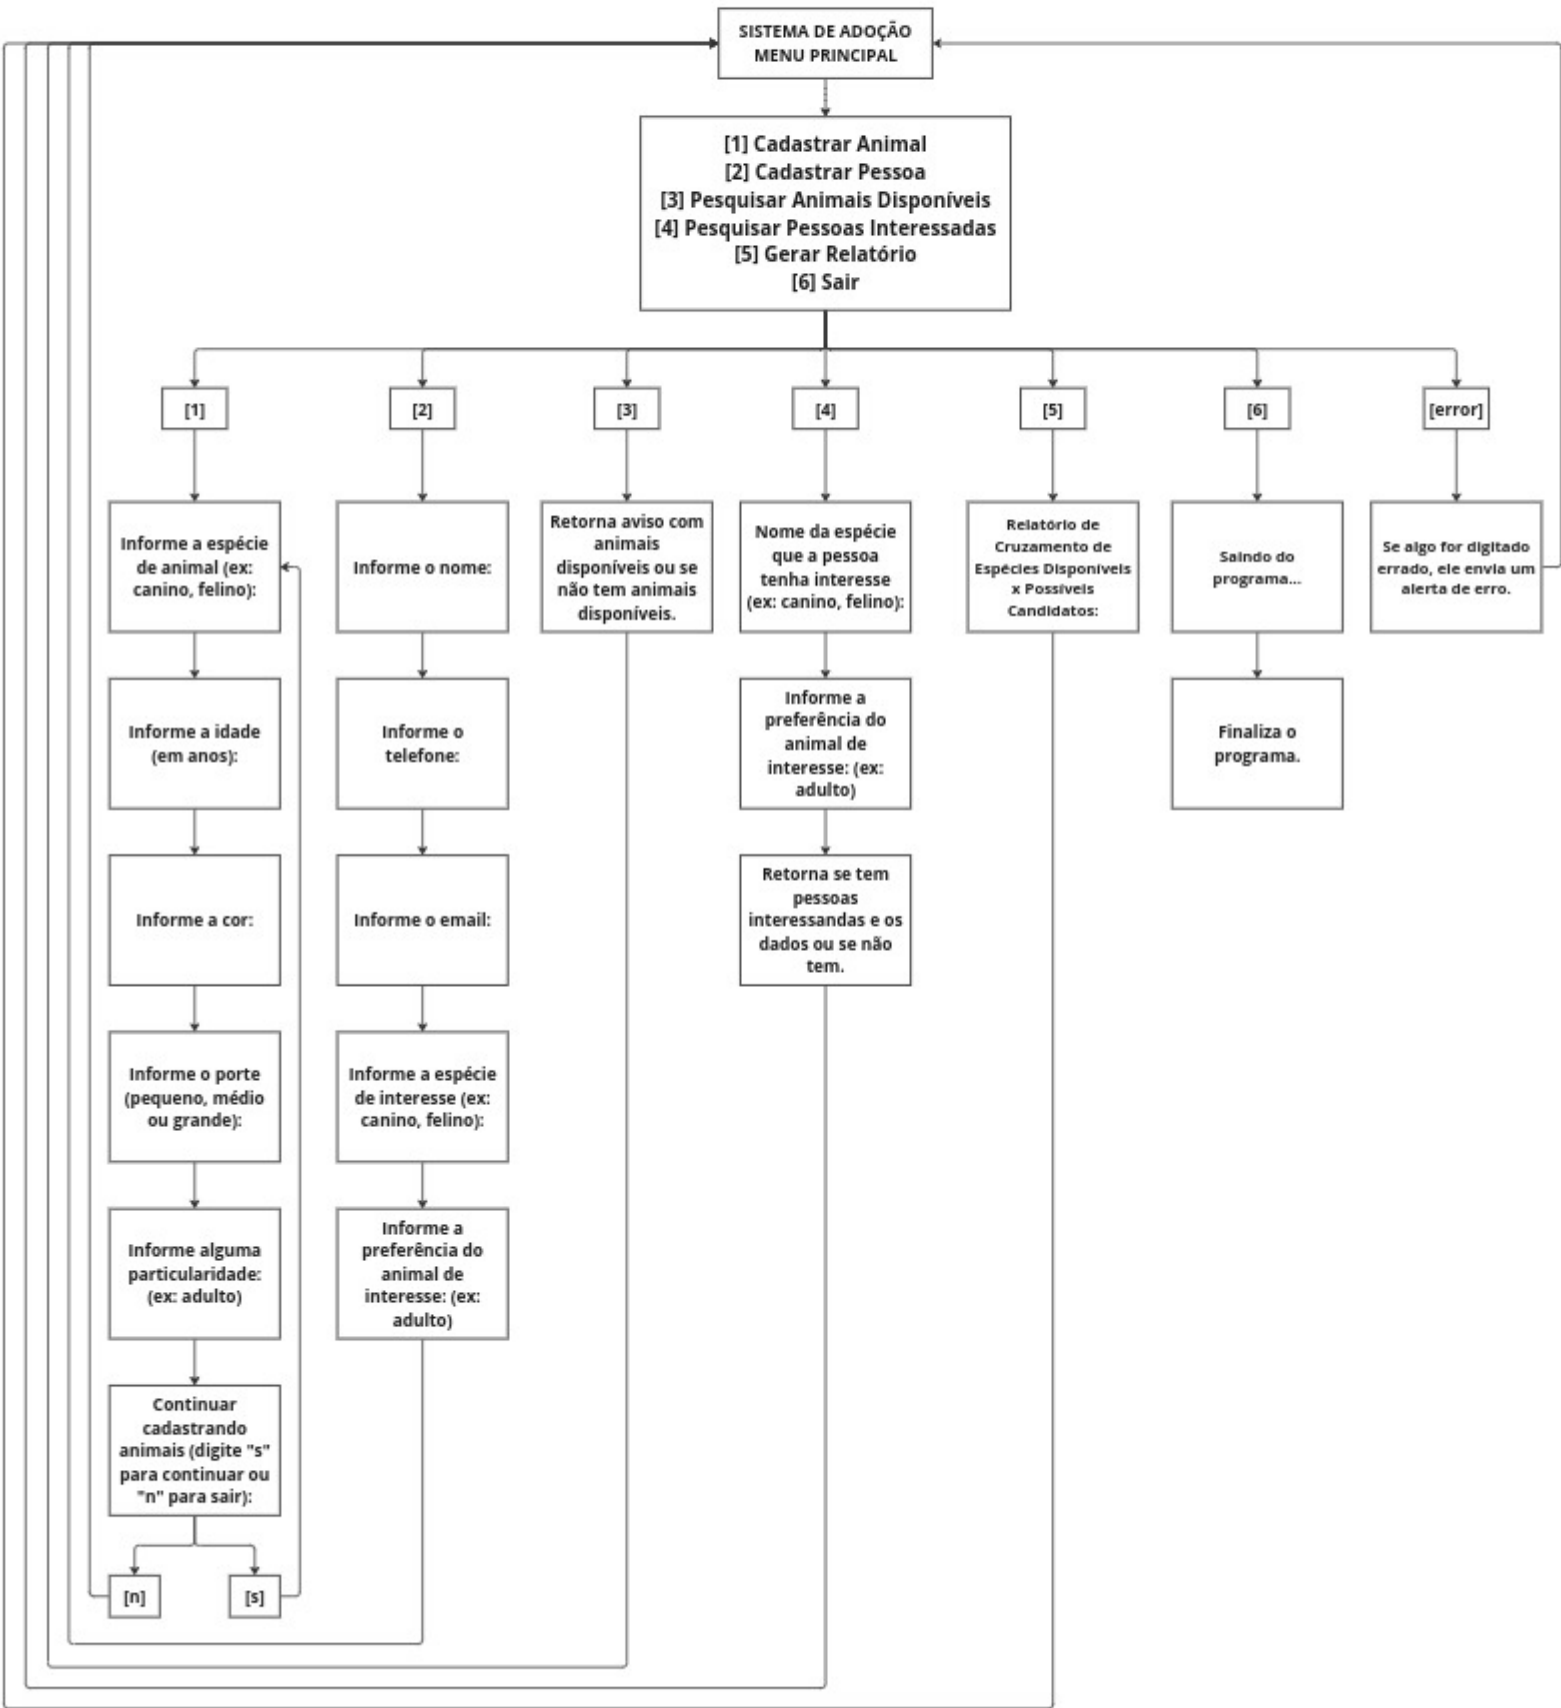 SISTEMA DE ADOÇÃO
MENU PRINCIPAL
[1] Cadastrar Animal
[2] Cadastrar Pessoa
[3] Pesquisar Animais Disponíveis
[4] Pesquisar Pessoas Interessadas
[5] Gerar Relatório
[6] Sair
[1]
[2]
[3]
[4]
[5]
[6]
[error]
Informe a espécie
de animal (ex:
canino, felino):
Informe o nome:
Retorna aviso com
animais
disponíveis ou se
não tem animais
disponíveis.
Nome da espécie
que a pessoa
tenha interesse
(ex: canino, felino):
Relatório de
Cruzamento de
Espécies Disponíveis
x Possíveis
Candidatos:
Saindo do
programa...
Se algo for digitado
errado, ele envia um
alerta de erro.
Informe a idade
(em anos):
Informe o
telefone:
Informe a
preferência do
animal de
interesse: (ex:
adulto)
Finaliza o
programa.
Informe a cor:
Informe o email:
Retorna se tem
pessoas
interessandas e os
dados ou se não
tem.
Informe o porte
(pequeno, médio
ou grande):
Informe a espécie
de interesse (ex:
canino, felino):
Informe alguma
particularidade:
(ex: adulto)
Informe a
preferência do
animal de
interesse: (ex:
adulto)
Continuar
cadastrando
animais (digite "s"
para continuar ou
"n" para sair):
[n]
[s]